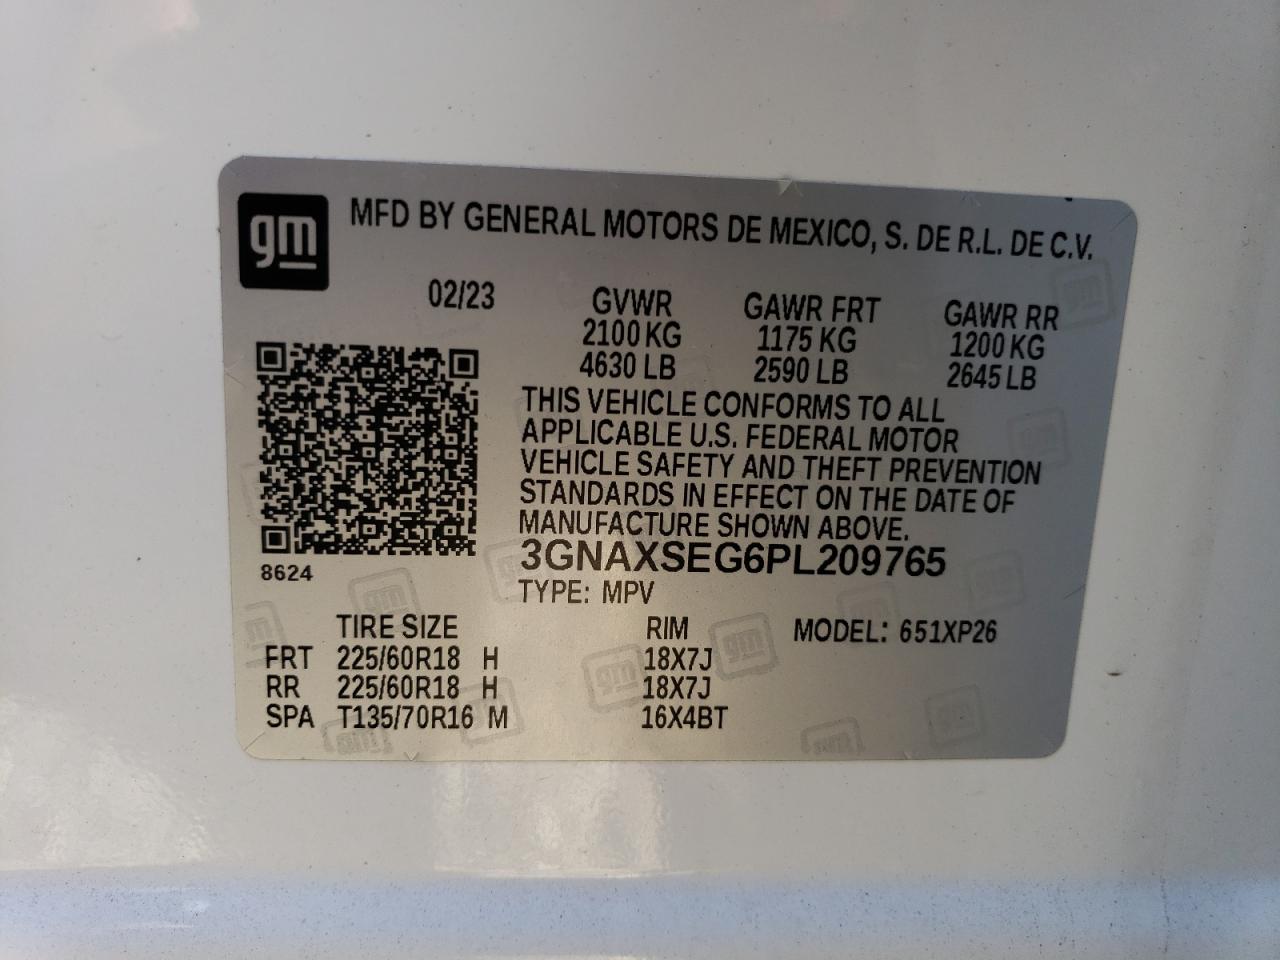 gm
MFD BY GENERAL MOTORS DE MEXICO, S. DE R.L. DE C.V.
02/23 GVWR GAWR FRT GAWR RR
2100 KG 1175 KG 1200 KG
4630 LB 2590 LB 2645 LB
THIS VEHICLE CONFORMS TO ALL
APPLICABLE U.S. FEDERAL MOTOR
VEHICLE SAFETY AND THEFT PREVENTION
STANDARDS IN EFFECT ON THE DATE OF
MANUFACTURE SHOWN ABOVE.
3GNAXSEG6PL209765
8624
TYPE: MPV
TIRE SIZE RIM MODEL: 651XP26
FRT 225/60R18 H 18X7J
RR 225/60R18 H 18X7J
SPA T135/70R16 M 16X4BT